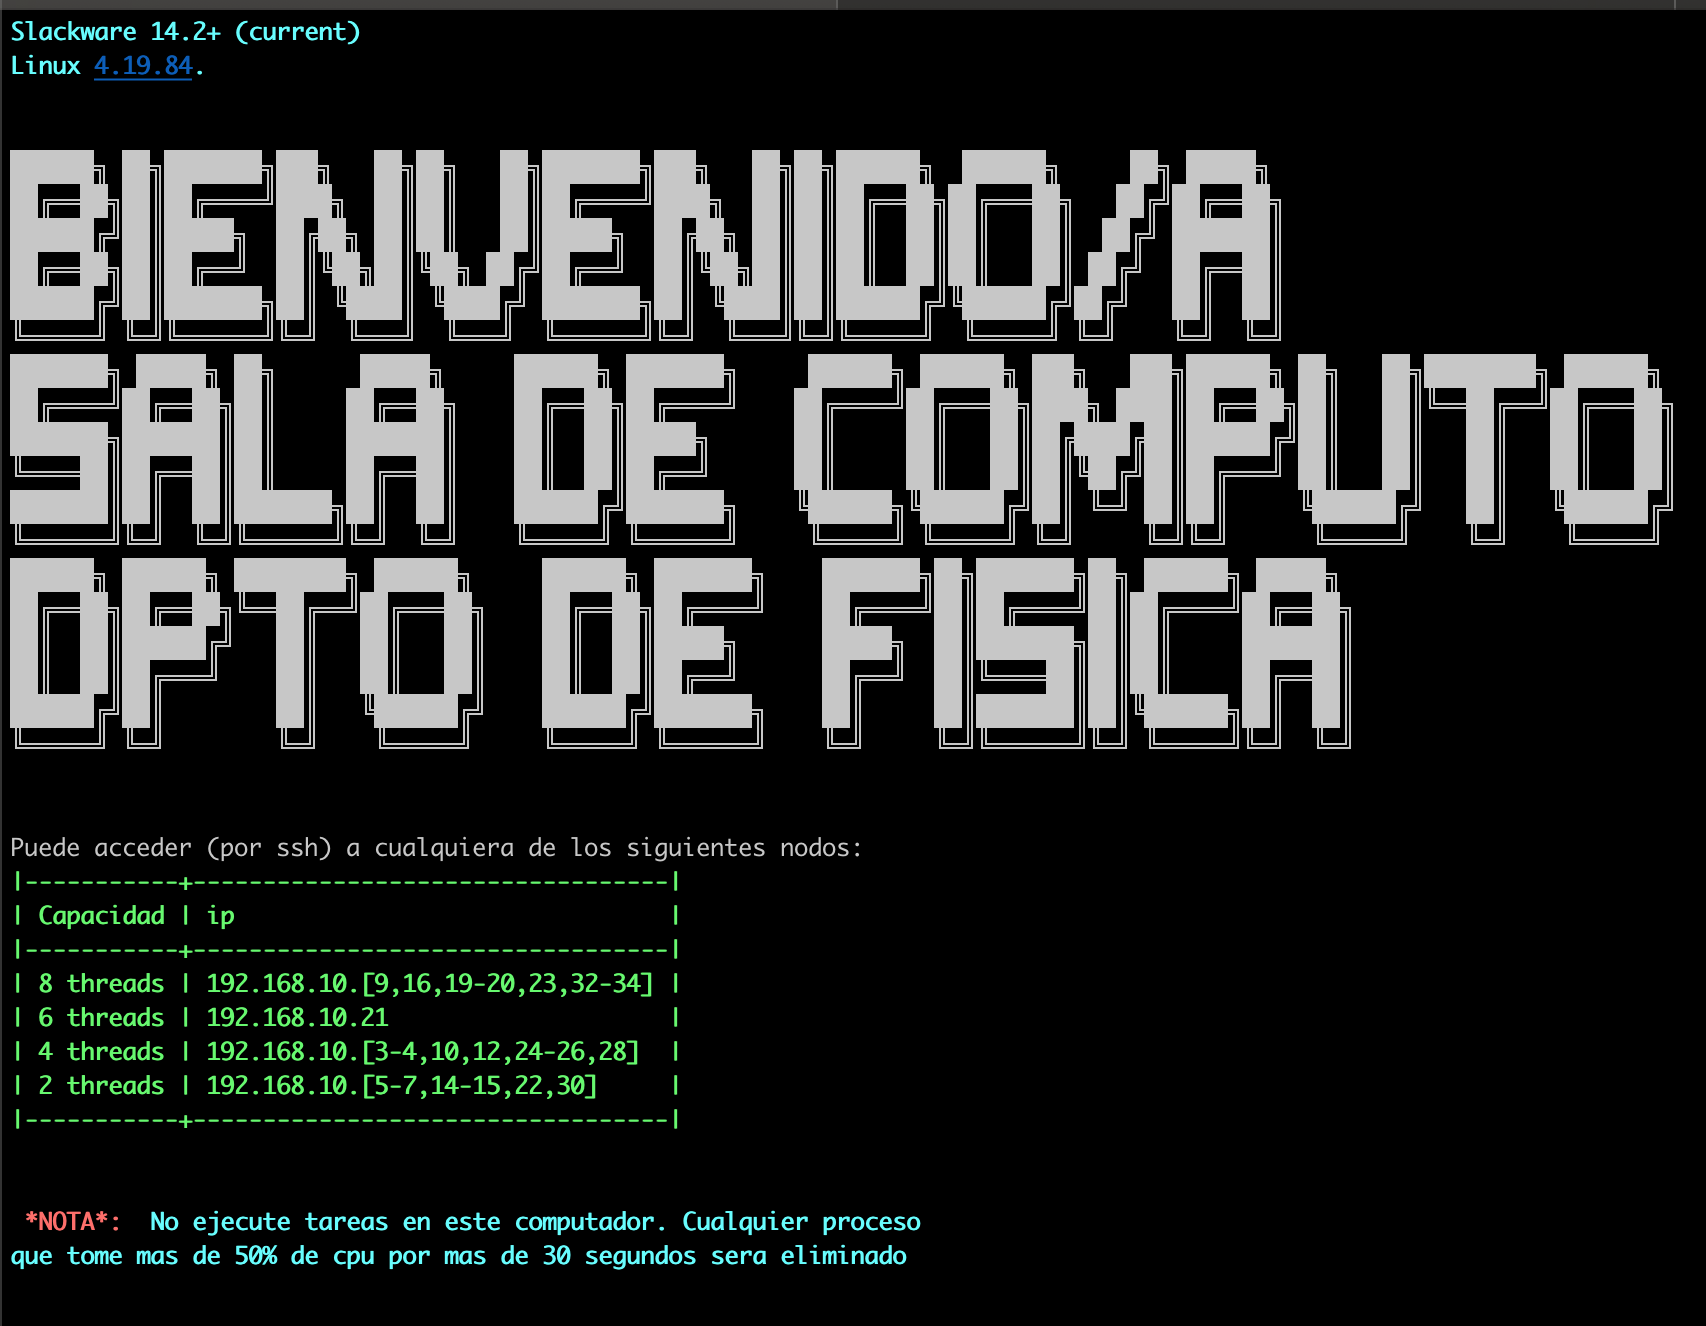 Slackware 14.2+ (current)
Linux 4.19.84.
BIENVENIDO/A
SALA DE COMPUTO
DPTO DE FISICA
Puede acceder (por ssh) a cualquiera de los siguientes nodos:
|-----------+----------------------------------|
| Capacidad | ip                               |
|-----------+----------------------------------|
| 8 threads | 192.168.10.[9,16,19-20,23,32-34] |
| 6 threads | 192.168.10.21                    |
| 4 threads | 192.168.10.[3-4,10,12,24-26,28]  |
| 2 threads | 192.168.10.[5-7,14-15,22,30]     |
|-----------+----------------------------------|
*NOTA*:  No ejecute tareas en este computador. Cualquier proceso
que tome mas de 50% de cpu por mas de 30 segundos sera eliminado